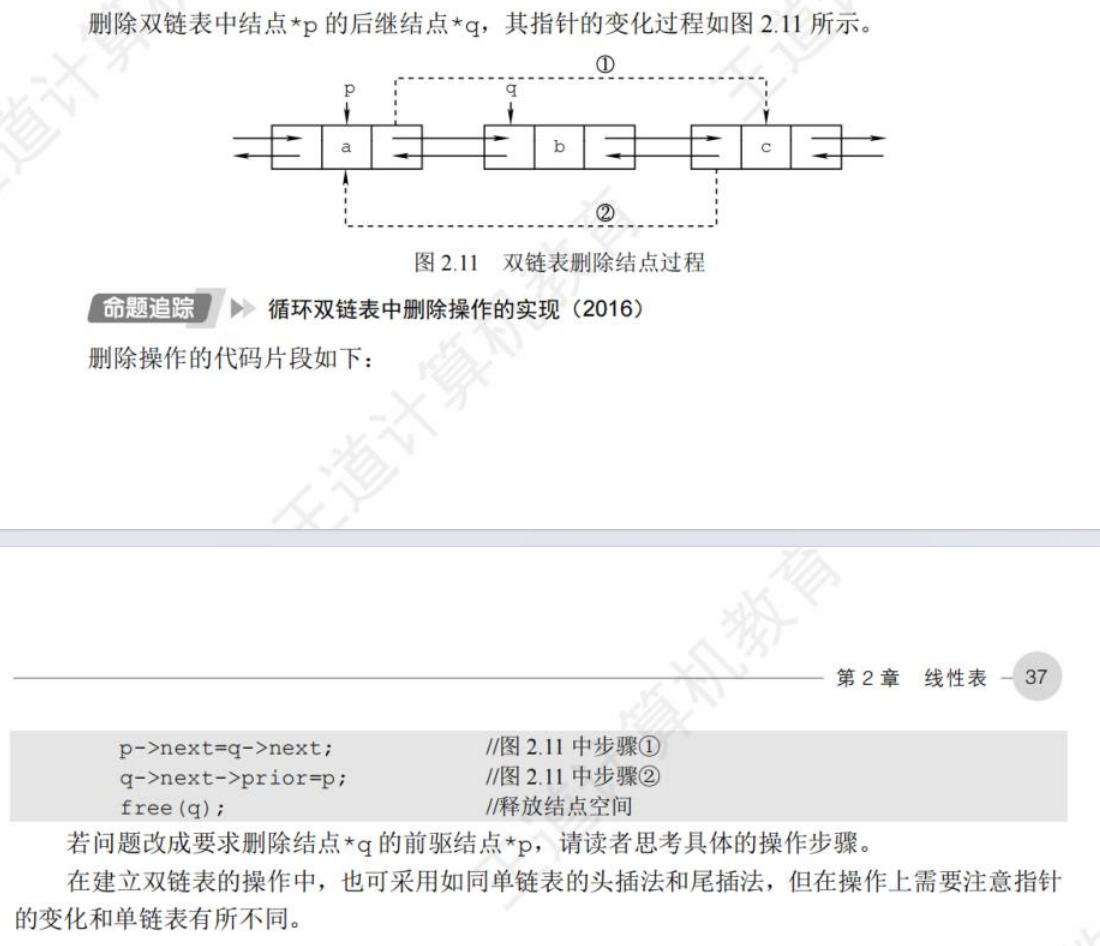 删除双链表中结点*p 的后继结点*q，其指针的变化过程如图 2.11 所示。
①
p q
a b c
②
图 2.11 双链表删除结点过程
命题追踪 循环双链表中删除操作的实现（2016）
删除操作的代码片段如下：
王道计算机教育
第 2 章 线性表 37
p->next=q->next; //图 2.11 中步骤①
q->next->prior=p; //图 2.11 中步骤②
free(q); //释放结点空间
若问题改成要求删除结点*q 的前驱结点*p，请读者思考具体的操作步骤。
在建立双链表的操作中，也可采用如同单链表的头插法和尾插法，但在操作上需要注意指针
的变化和单链表有所不同。